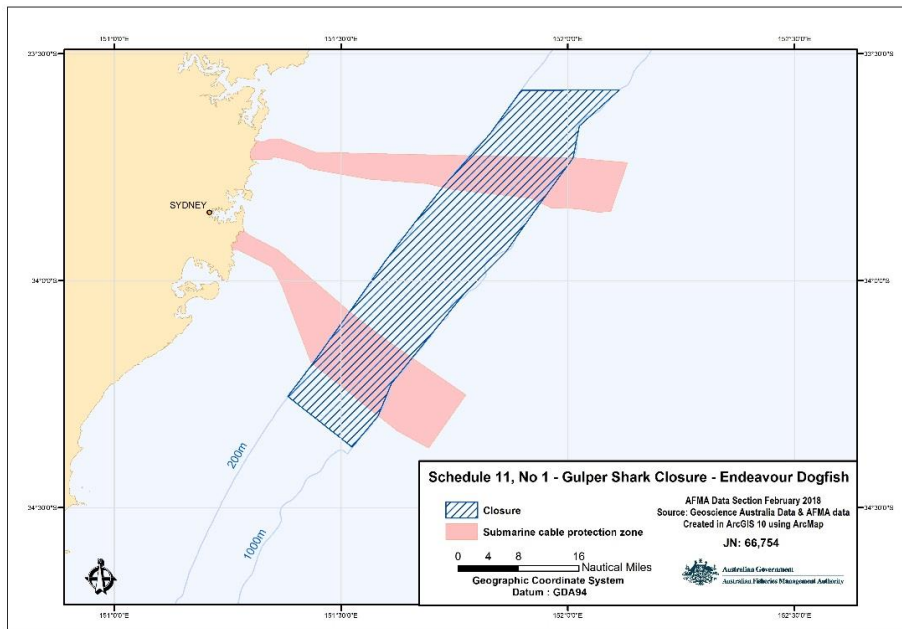 151°0'0"E 151°30'0"E 152°0'0"E 152°30'0"E
33°30'0"S 33°30'0"S
SYDNEY
34°0'0"S 34°0'0"S
200m
1000m
34°30'0"S
Schedule 11, No 1 - Gulper Shark Closure - Endeavour Dogfish
Closure
Submarine cable protection zone
0 4 8 16
Nautical Miles
Geographic Coordinate System
Datum : GDA94
AFMA Data Section February 2018
Source: Geoscience Australia Data & AFMA data
Created in ArcGIS 10 using ArcMap
JN: 66,754
Australian Government
Australian Fisheries Management Authority
151°0'0"E 151°30'0"E 152°0'0"E 152°30'0"E